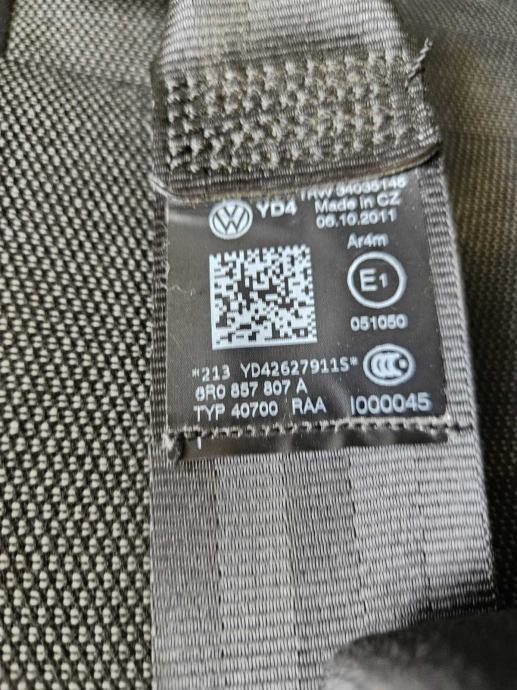 TRW 34035146
Made in CZ
YD4 06.10.2011
Ar4m
E1
051050
*213 YD42627911S*
6R0 857 807 A
TYP 40700 RAA I000045